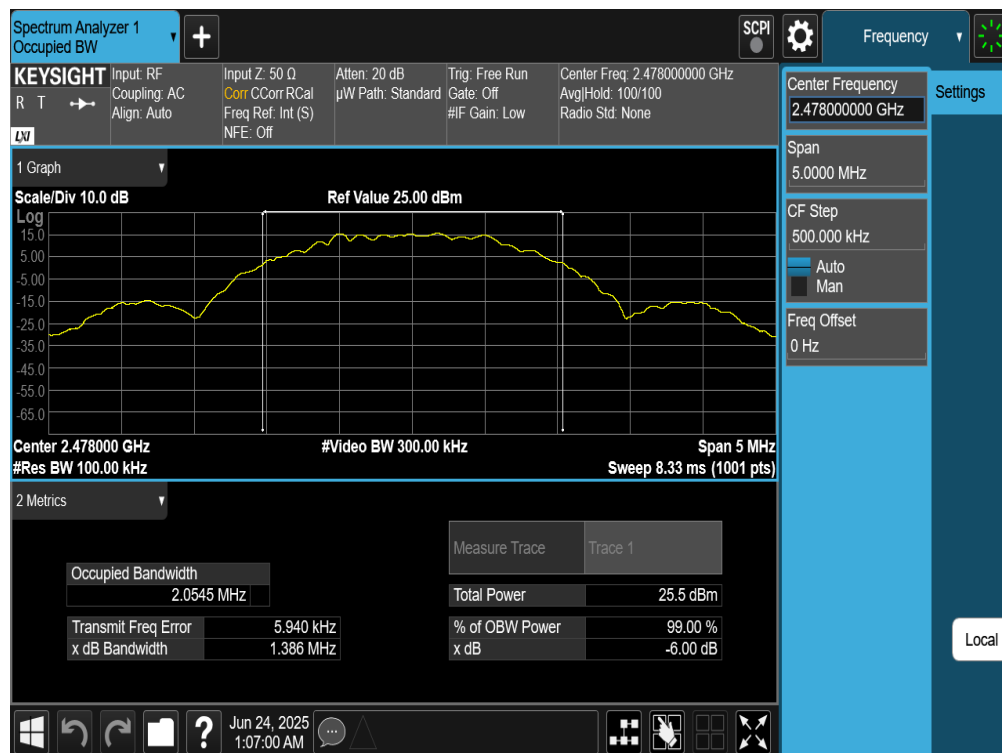 Spectrum Analyzer 1
Occupied BW
+
SCPI
Frequency
KEYSIGHT
R T
LXI
Input: RF
Coupling: AC
Align: Auto
Input Z: 50 Ω
Corr CCorr RCal
Freq Ref: Int (S)
NFE: Off
Atten: 20 dB
µW Path: Standard
Trig: Free Run
Gate: Off
#IF Gain: Low
Center Freq: 2.478000000 GHz
Avg|Hold: 100/100
Radio Std: None
Center Frequency
2.478000000 GHz
Settings
Span
5.0000 MHz
CF Step
500.000 kHz
Auto
Man
Freq Offset
0 Hz
Local
1 Graph
Scale/Div 10.0 dB
Ref Value 25.00 dBm
Log
15.0
5.00
-5.00
-15.0
-25.0
-35.0
-45.0
-55.0
-65.0
Center 2.478000 GHz
#Video BW 300.00 kHz
Span 5 MHz
#Res BW 100.00 kHz
Sweep 8.33 ms (1001 pts)
2 Metrics
Measure Trace Trace 1
Occupied Bandwidth
2.0545 MHz
Total Power 25.5 dBm
Transmit Freq Error 5.940 kHz
% of OBW Power 99.00 %
x dB Bandwidth 1.386 MHz
x dB -6.00 dB
?
Jun 24, 2025
1:07:00 AM